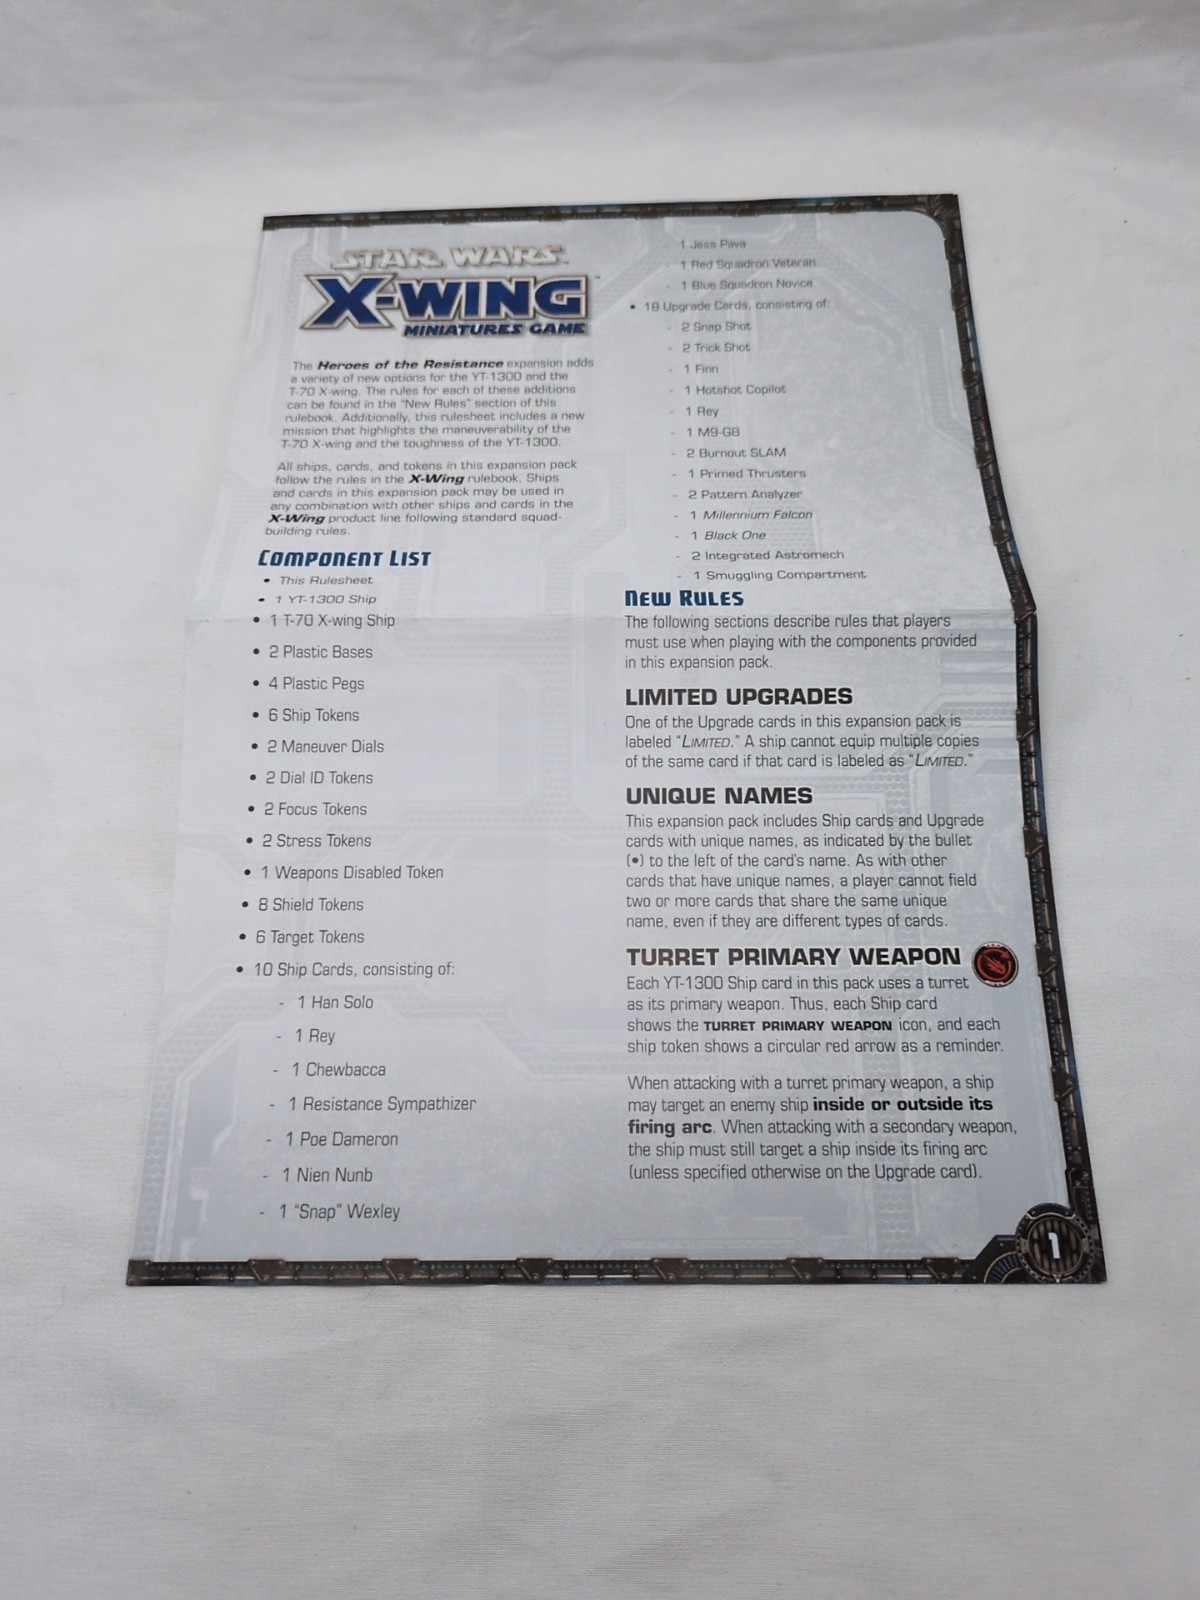 STAR WARS™
X-WING™
MINIATURES GAME
The Heroes of the Resistance expansion adds
a variety of new options for the YT-1300 and the
T-70 X-wing. The rules for each of these additions
can be found in the "New Rules" section of this
rulebook. Additionally, this rulesheet includes a new
mission that highlights the maneuverability of the
T-70 X-wing and the toughness of the YT-1300.
All ships, cards, and tokens in this expansion pack
follow the rules in the X-Wing rulebook. Ships
and cards in this expansion pack may be used in
any combination with other ships and cards in the
X-Wing product line following standard squad-
building rules.
COMPONENT LIST
• This Rulesheet
• 1 YT-1300 Ship
• 1 T-70 X-wing Ship
• 2 Plastic Bases
• 4 Plastic Pegs
• 6 Ship Tokens
• 2 Maneuver Dials
• 2 Dial ID Tokens
• 2 Focus Tokens
• 2 Stress Tokens
• 1 Weapons Disabled Token
• 8 Shield Tokens
• 6 Target Tokens
• 10 Ship Cards, consisting of:
- 1 Han Solo
- 1 Rey
- 1 Chewbacca
- 1 Resistance Sympathizer
- 1 Poe Dameron
- 1 Nien Nunb
- 1 "Snap" Wexley
- 1 Jess Pava
- 1 Red Squadron Veteran
- 1 Blue Squadron Novice
• 18 Upgrade Cards, consisting of:
- 2 Snap Shot
- 2 Trick Shot
- 1 Finn
- 1 Hotshot Copilot
- 1 Rey
- 1 M9-G8
- 2 Burnout SLAM
- 1 Primed Thrusters
- 2 Pattern Analyzer
- 1 Millennium Falcon
- 1 Black One
- 2 Integrated Astromech
- 1 Smuggling Compartment
NEW RULES
The following sections describe rules that players
must use when playing with the components provided
in this expansion pack.
LIMITED UPGRADES
One of the Upgrade cards in this expansion pack is
labeled "LIMITED." A ship cannot equip multiple copies
of the same card if that card is labeled as "LIMITED."
UNIQUE NAMES
This expansion pack includes Ship cards and Upgrade
cards with unique names, as indicated by the bullet
(•) to the left of the card's name. As with other
cards that have unique names, a player cannot field
two or more cards that share the same unique
name, even if they are different types of cards.
TURRET PRIMARY WEAPON
Each YT-1300 Ship card in this pack uses a turret
as its primary weapon. Thus, each Ship card
shows the TURRET PRIMARY WEAPON icon, and each
ship token shows a circular red arrow as a reminder.
When attacking with a turret primary weapon, a ship
may target an enemy ship inside or outside its
firing arc. When attacking with a secondary weapon,
the ship must still target a ship inside its firing arc
(unless specified otherwise on the Upgrade card).
1